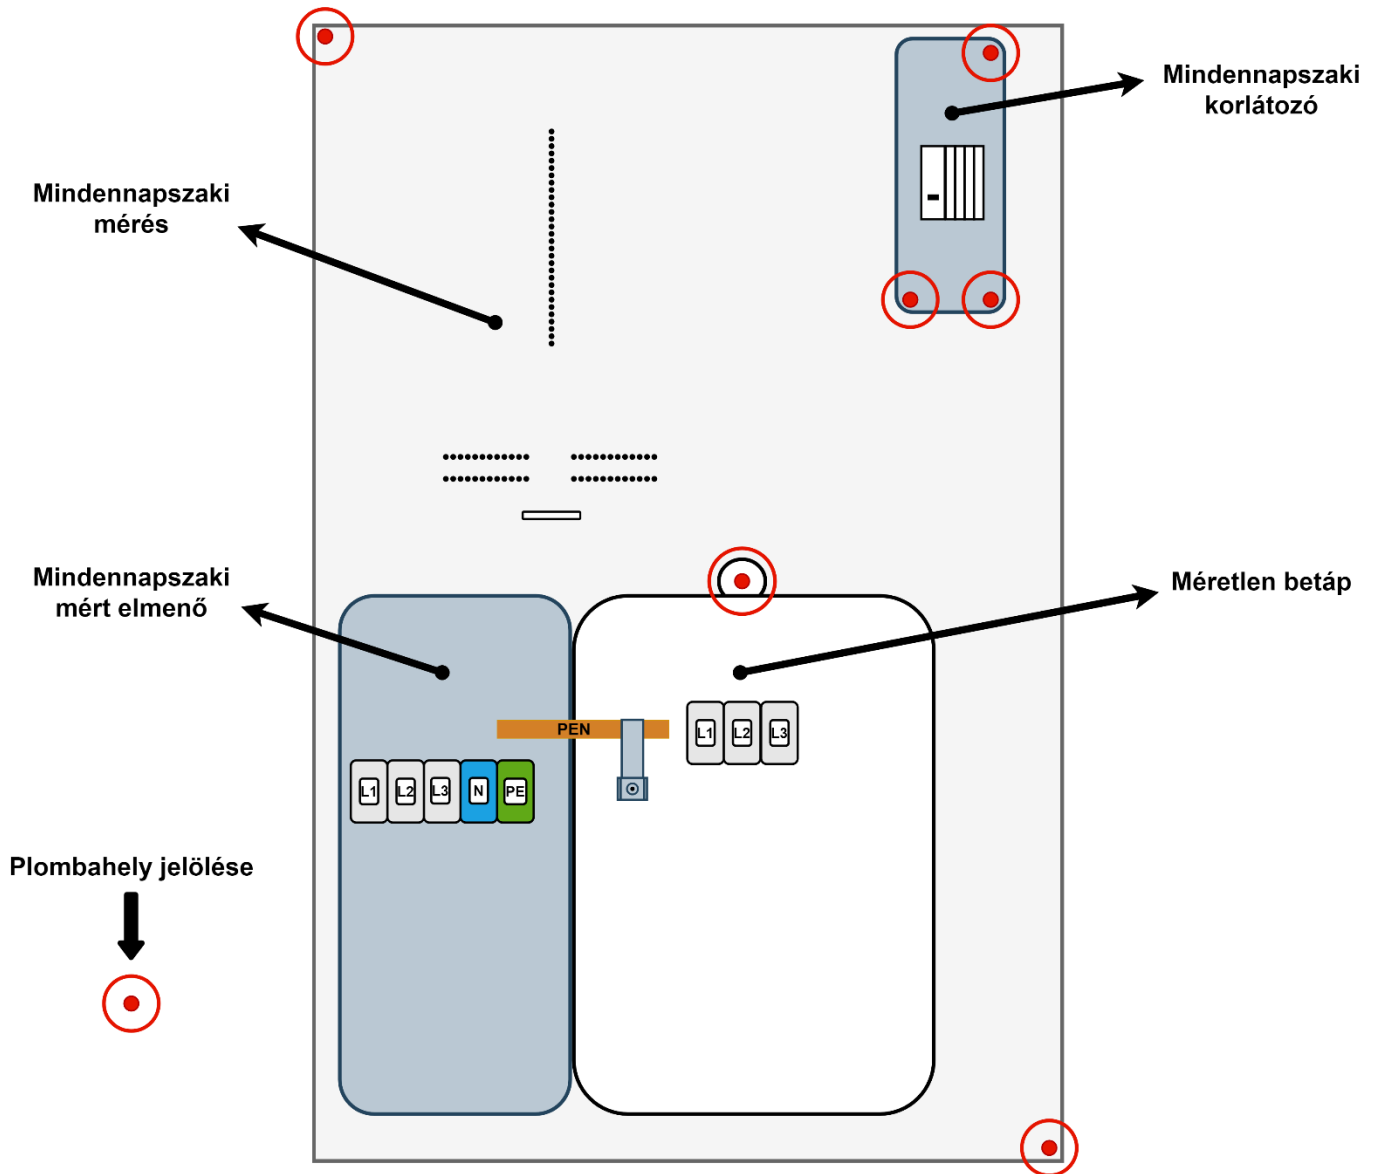 Mindennapszaki
korlátozó
Mindennapszaki
mérés
Mindennapszaki
mért elmenő
Méretlen betáp
PEN
L1 L2 L3
L1 L2 L3 N PE
Plombahely jelölése